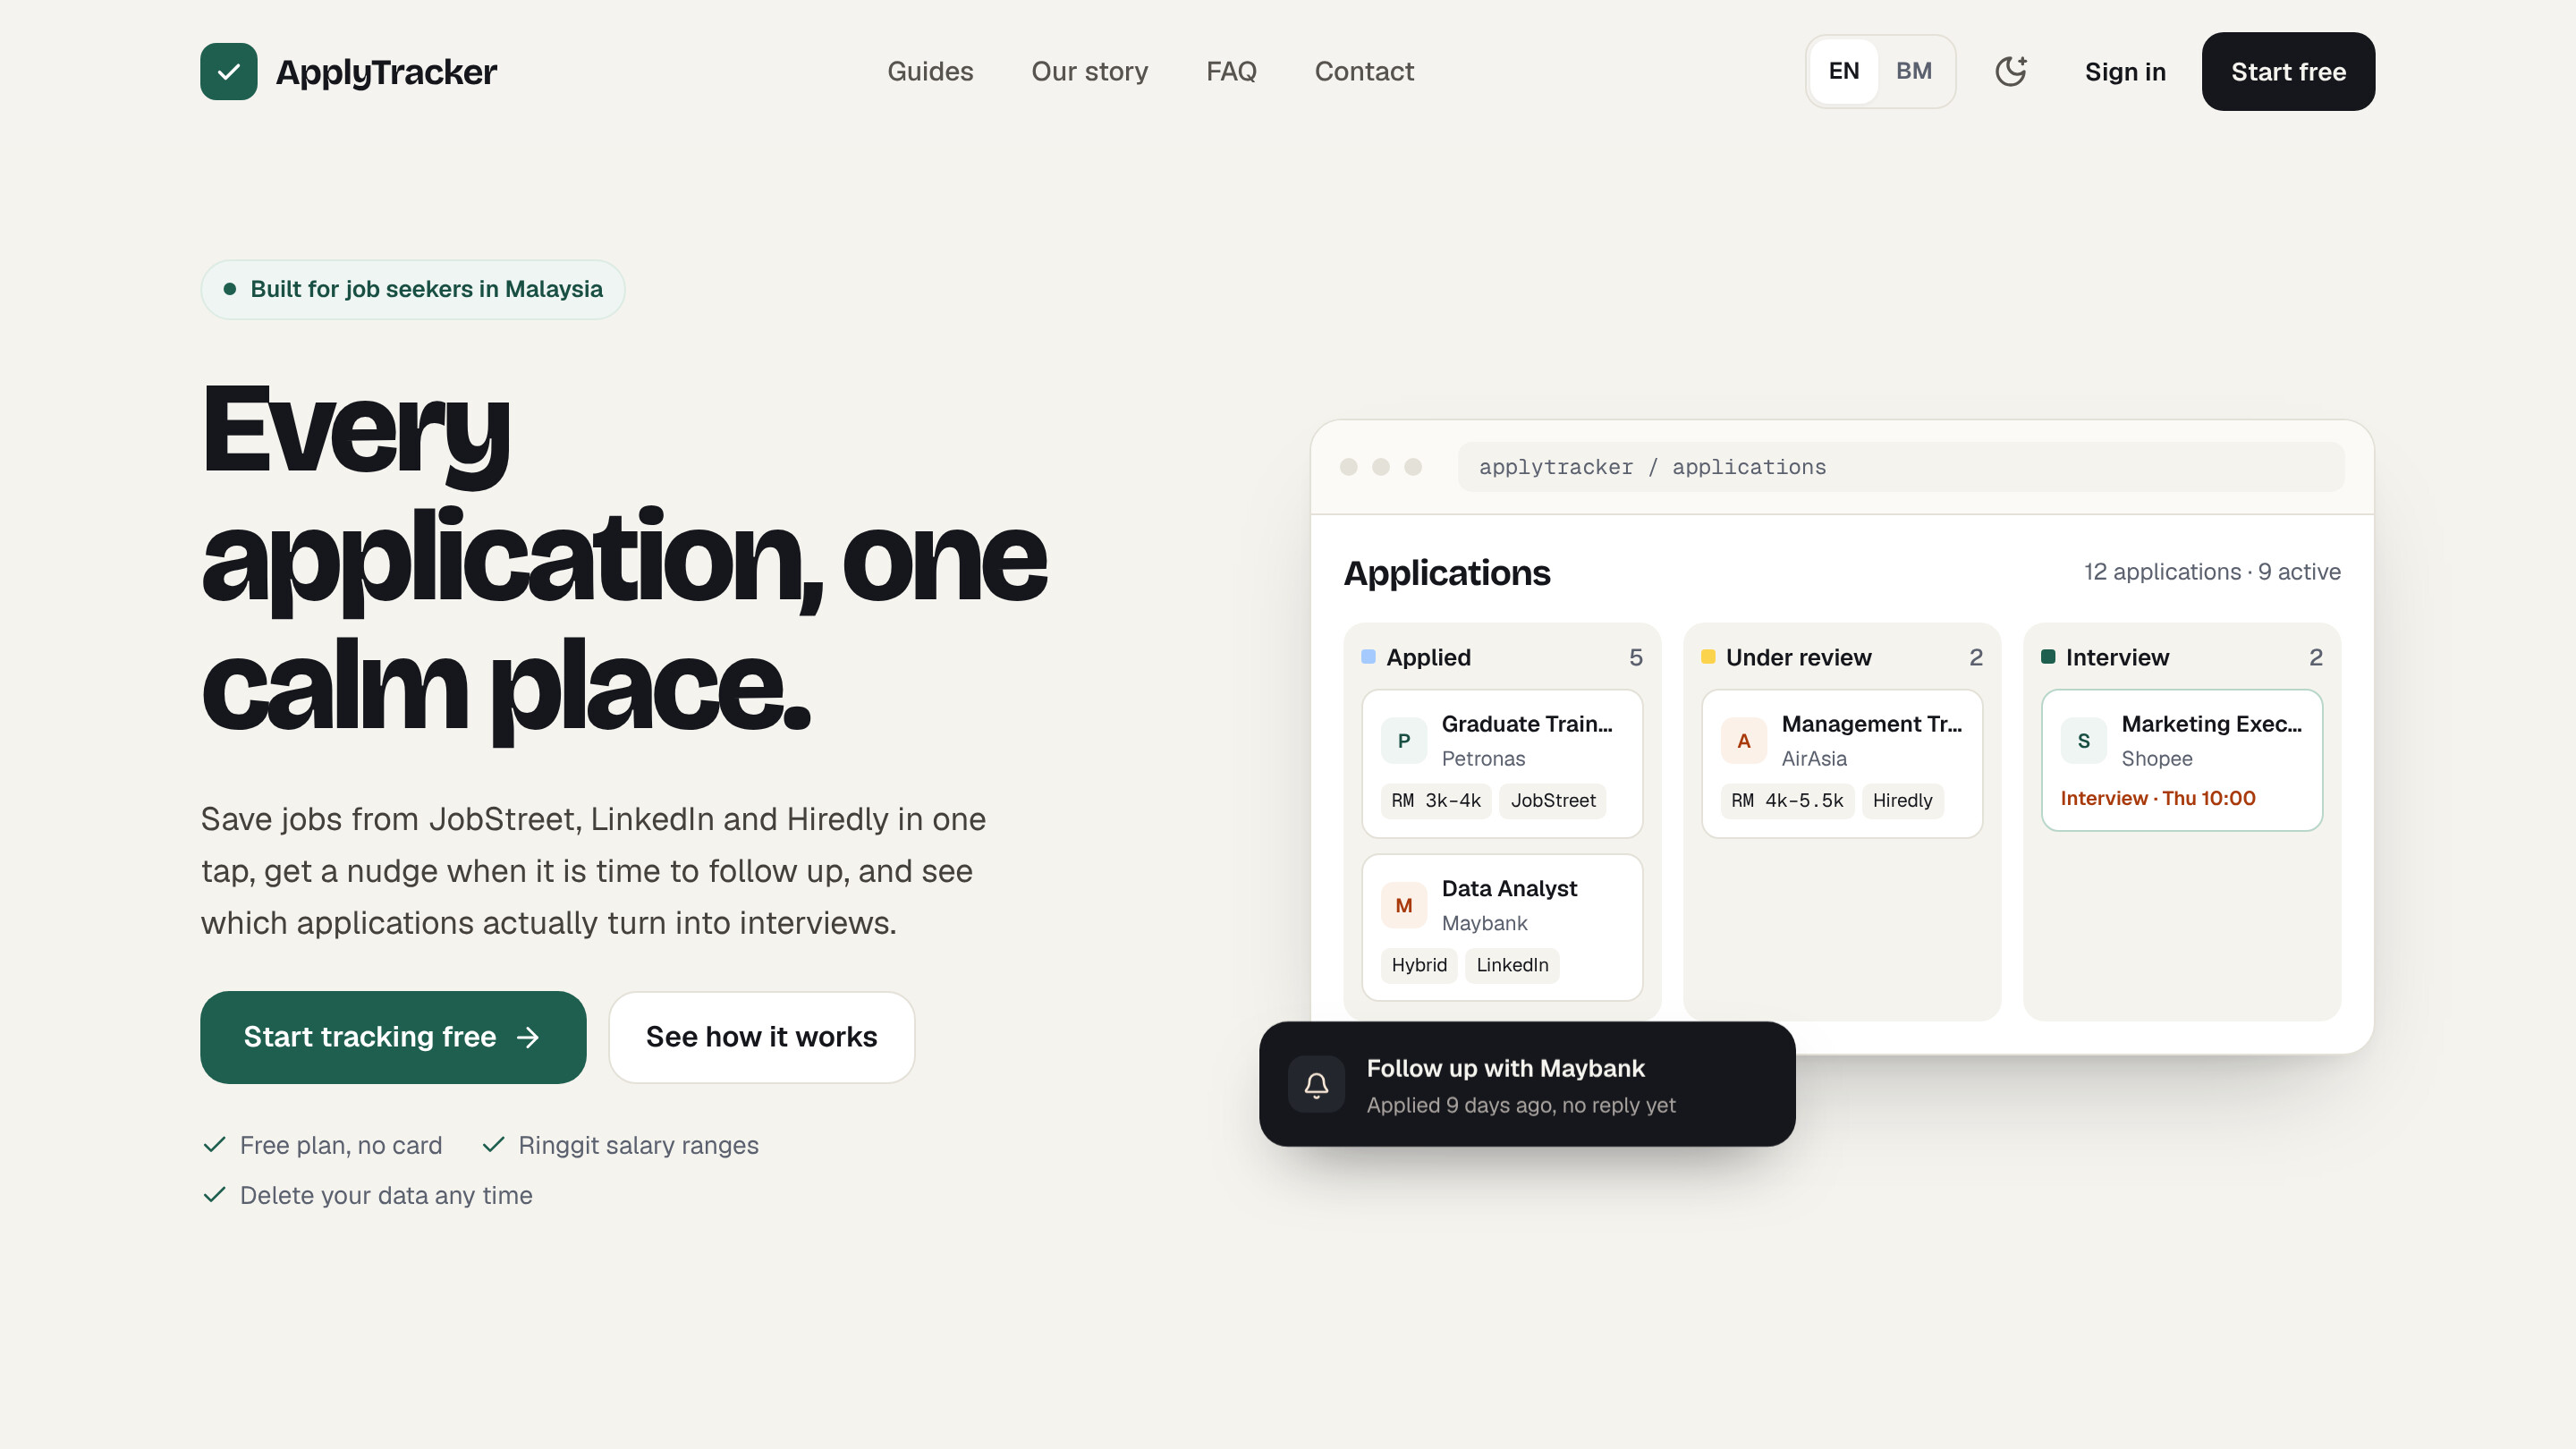 ApplyTracker
Guides
Our story
FAQ
Contact
EN
BM
Sign in
Start free
Built for job seekers in Malaysia
Every
application, one
calm place.
Save jobs from JobStreet, LinkedIn and Hiredly in one
tap, get a nudge when it is time to follow up, and see
which applications actually turn into interviews.
Start tracking free
See how it works
Free plan, no card
Ringgit salary ranges
Delete your data any time
applytracker / applications
Applications
12 applications · 9 active
Applied 5
P
Graduate Train...
Petronas
RM 3k–4k
JobStreet
M
Data Analyst
Maybank
Hybrid
LinkedIn
Under review 2
A
Management Tr...
AirAsia
RM 4k–5.5k
Hiredly
Interview 2
S
Marketing Exec...
Shopee
Interview · Thu 10:00
Follow up with Maybank
Applied 9 days ago, no reply yet